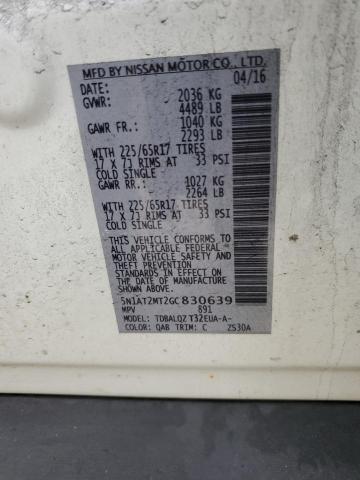 MFD BY NISSAN MOTOR CO., LTD.
DATE: 04/16
GVWR: 2036 KG
4489 LB
GAWR FR.: 1040 KG
2293 LB
WITH 225/65R17 TIRES
17 X 7J RIMS AT 33 PSI
COLD SINGLE
GAWR RR.: 1027 KG
2264 LB
WITH 225/65R17 TIRES
17 X 7J RIMS AT 33 PSI
COLD SINGLE
THIS VEHICLE CONFORMS TO ALL
APPLICABLE FEDERAL
MOTOR VEHICLE SAFETY AND
THEFT PREVENTION STANDARDS
IN EFFECT ON THE DATE OF
MANUFACTURE SHOWN ABOVE.
5N1AT2MT2GC830639
MPV 891
MODEL: TDBALQZ T32EUA-A-
COLOR: QAB TRIM: C ZS30A